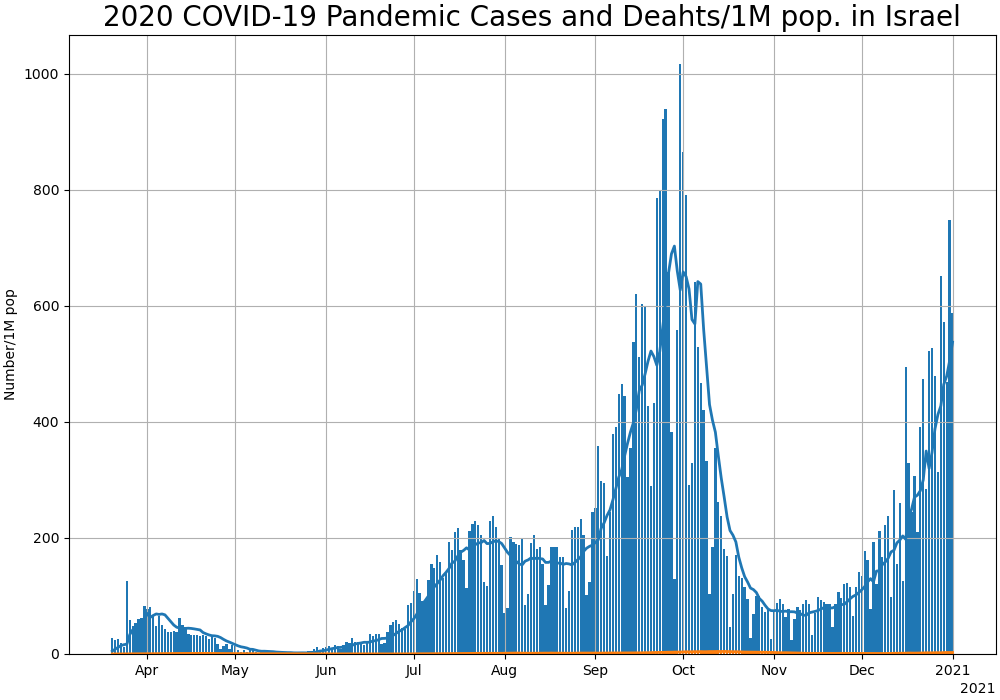 2020 COVID-19 Pandemic Cases and Deahts/1M pop. in Israel
Number/1M pop
1000
800
600
400
200
0
Apr May Jun Jul Aug Sep Oct Nov Dec 2021
2021